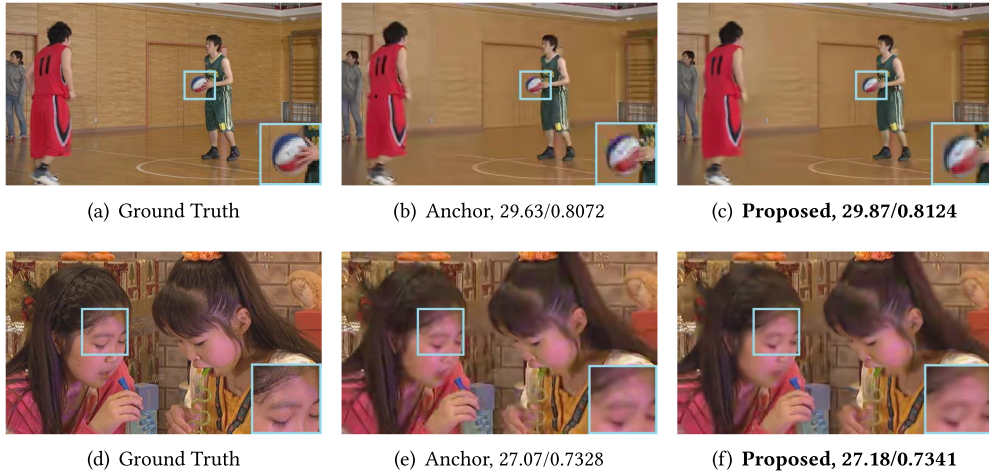 11
11
11
(a) Ground Truth
(b) Anchor, 29.63/0.8072
(c) Proposed, 29.87/0.8124
(d) Ground Truth
(e) Anchor, 27.07/0.7328
(f) Proposed, 27.18/0.7341